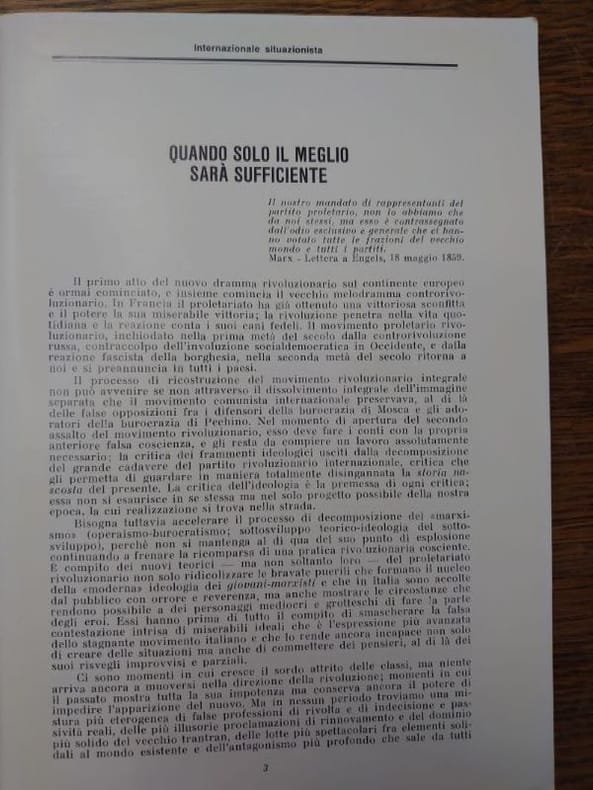 internazionale situazionista
QUANDO SOLO IL MEGLIO
SARÀ SUFFICIENTE
Il nostro mandato di rappresentanti del
partito proletario, non lo abbiamo che
da noi stessi, ma esso è contrassegnato
dall'odio esclusivo e generale che ci han-
no votato tutte le frazioni del vecchio
mondo e tutti i partiti.
Marx - Lettera a Engels, 18 maggio 1859.
Il primo atto del nuovo dramma rivoluzionario sul continente europeo
è ormai cominciato, e insieme comincia il vecchio melodramma controrivo-
luzionario. In Francia il proletariato ha già ottenuto una vittoriosa sconfitta
e il potere la sua miserabile vittoria; la rivoluzione penetra nella vita quo-
tidiana e la reazione conta i suoi cani fedeli. Il movimento proletario rivo-
luzionario, inchiodato nella prima metà del secolo dalla controrivoluzione
russa, contraccolpo dell'involuzione socialdemocratica in Occidente, e dalla
reazione fascista della borghesia, nella seconda metà del secolo ritorna a
noi e si preannuncia in tutti i paesi.
Il processo di ricostruzione del movimento rivoluzionario integrale
non può avvenire se non attraverso il dissolvimento integrale dell'immagine
separata che il movimento comunista internazionale preservava, al di là
delle false opposizioni fra i difensori della burocrazia di Mosca e gli ado-
ratori della burocrazia di Pechino. Nel momento di apertura del secondo
assalto del movimento rivoluzionario, esso deve fare i conti con la propria
anteriore falsa coscienza, e gli resta da compiere un lavoro assolutamente
necessario; la critica dei frammenti ideologici usciti dalla decomposizione
del grande cadavere del partito rivoluzionario internazionale, critica che
gli permetta di guardare in maniera totalmente disingannata la storia na-
scosta del presente. La critica dell'ideologia è la premessa di ogni critica;
essa non si esaurisce in se stessa ma nel solo progetto possibile della nostra
epoca, la cui realizzazione si trova nella strada.
Bisogna tuttavia accelerare il processo di decomposizione del «marxi-
smo» (operaismo-burocratismo; sottosviluppo teorico-ideologia del sotto-
sviluppo), perchè non si mantenga al di qua del suo punto di esplosione
continuando a frenare la ricomparsa di una pratica rivoluzionaria cosciente.
È compito dei nuovi teorici — ma non soltanto loro — del proletariato
rivoluzionario non solo ridicolizzare le bravate puerili che formano il nucleo
della «moderna» ideologia dei giovani-marxisti e che in Italia sono accolte
dal pubblico con orrore e reverenza, ma anche mostrare le circostanze che
rendono possibile a dei personaggi mediocri e grotteschi di fare la parte
degli eroi. Essi hanno prima di tutto il compito di smascherare la falsa
contestazione intrisa di miserabili ideali che è l'espressione più avanzata
dello stagnante movimento italiano e che lo rende ancora incapace non solo
di creare delle situazioni ma anche di commettere dei pensieri, al di là dei
suoi risvegli improvvisi e parziali.
Ci sono momenti in cui cresce il sordo attrito delle classi, ma niente
arriva ancora a muoversi nella direzione della rivoluzione; momenti in cui
il passato mostra tutta la sua impotenza ma conserva ancora il potere di
impedire l'apparizione del nuovo. Ma in nessun periodo troviamo una mi-
stura più eterogenea di false professioni di rivolta e di indecisione e pas-
sività reali, delle più illusorie proclamazioni di rinnovamento e del dominio
più solido del vecchio trantran, delle lotte più spettacolari fra elementi soli-
dali al mondo esistente e dell'antagonismo più profondo che sale da tutti
3